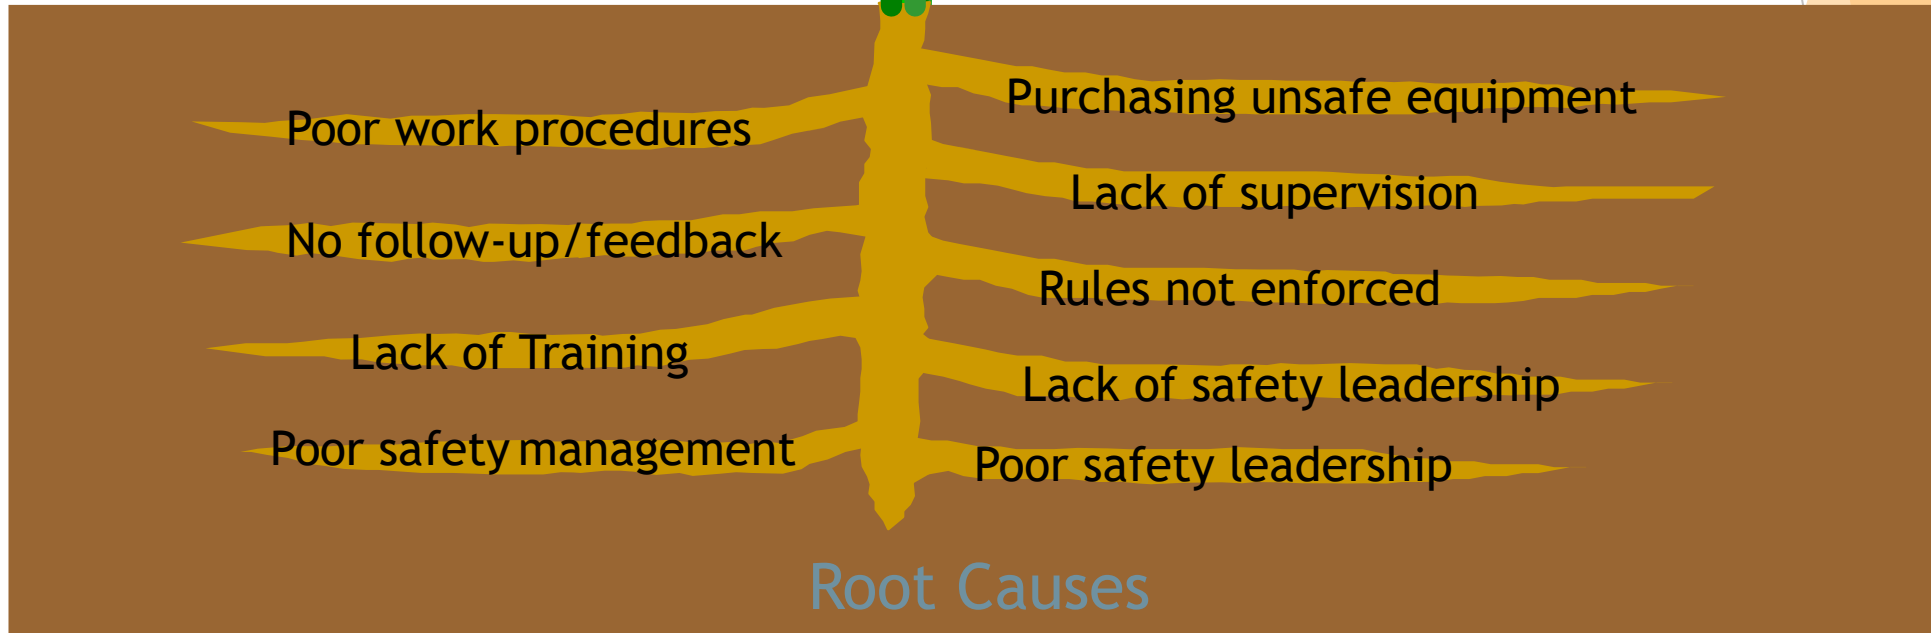 Purchasing unsafe equipment
Poor work procedures
Lack of supervision
No follow-up/feedback
Rules not enforced
Lack of Training
Lack of safety leadership
Poor safety management
Poor safety leadership
Root Causes